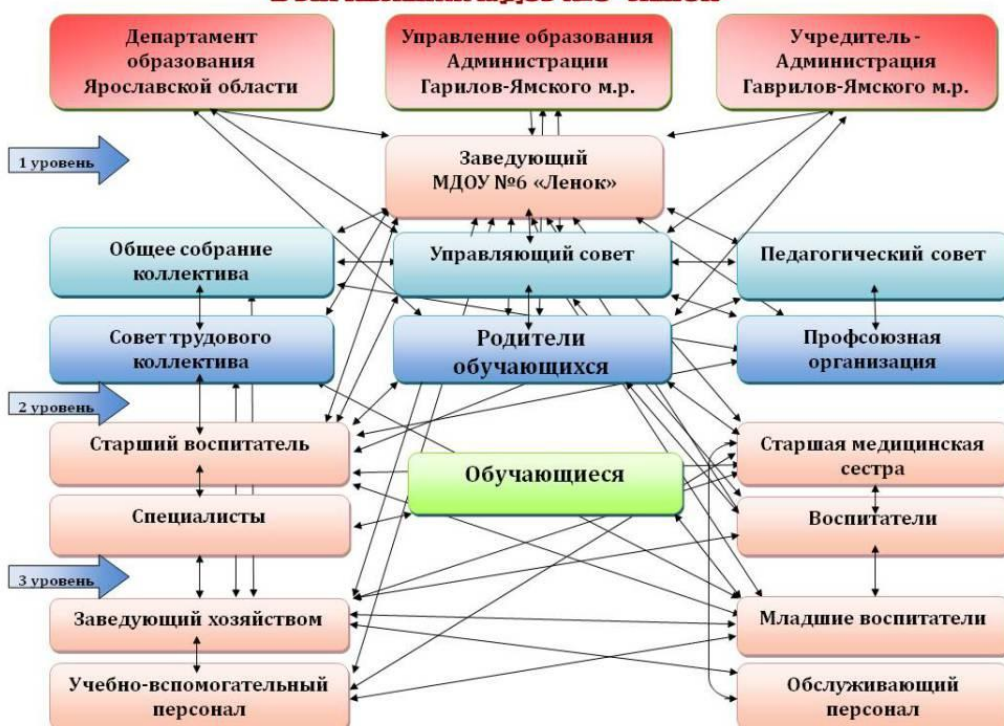 Департамент
образования
Ярославской области
Управление образования
Администрации
Гарилов-Ямского м.р.
Учредитель -
Администрация
Гаврилов-Ямского м.р.
1 уровень
Заведующий
МДОУ №6 «Ленок»
Общее собрание
коллектива
Управляющий совет
Педагогический совет
Совет трудового
коллектива
Родители
обучающихся
Профсоюзная
организация
2 уровень
Старший воспитатель
Обучающиеся
Старшая медицинская
сестра
Специалисты
Воспитатели
3 уровень
Заведующий хозяйством
Младшие воспитатели
Учебно-вспомогательный
персонал
Обслуживающий
персонал